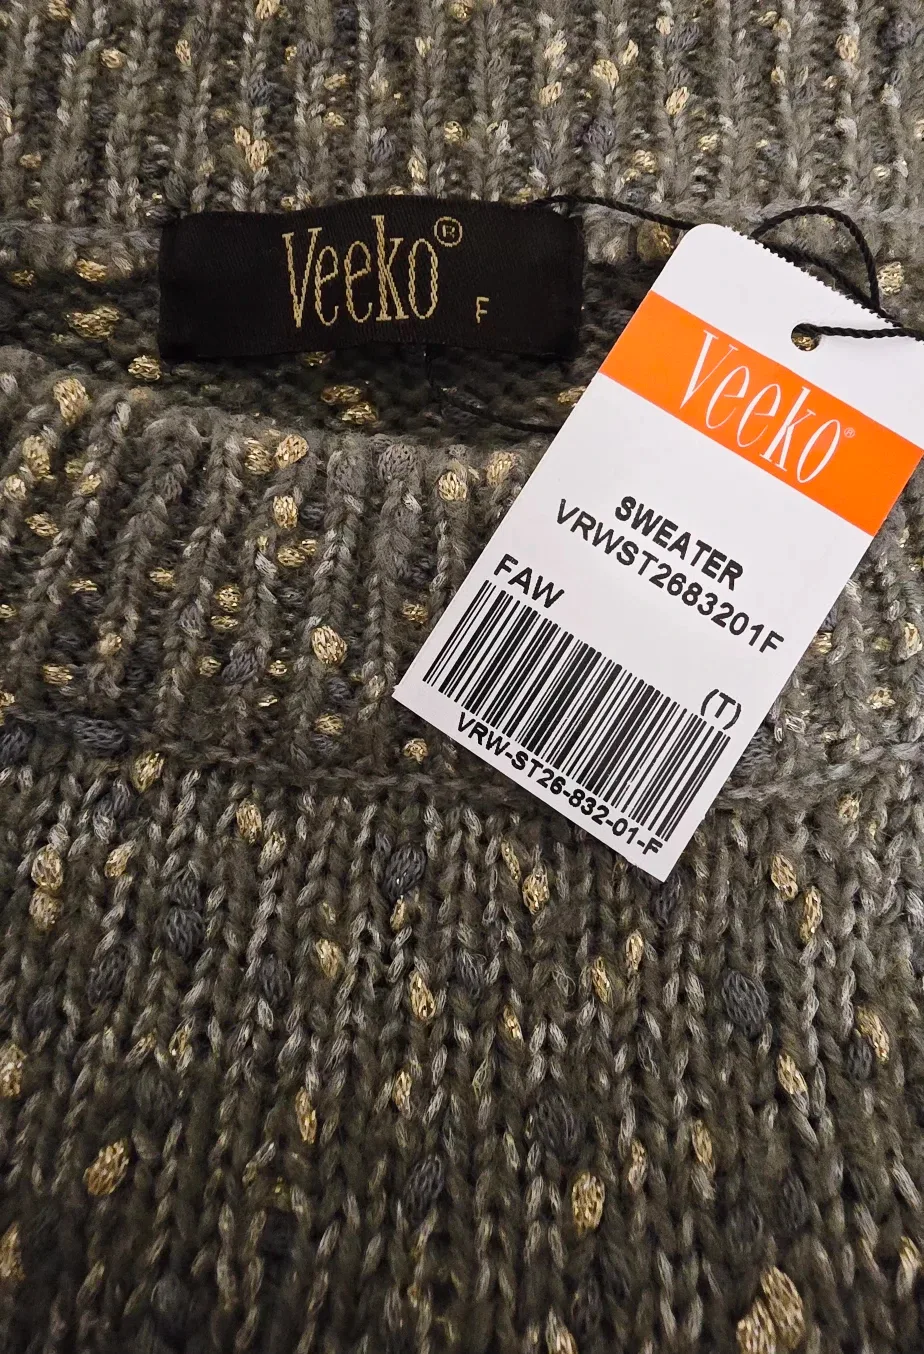 Veeko®
F
Veeko®
SWEATER
VRWST2683201F
FAW
(T)
VRW-ST26-832-01-F